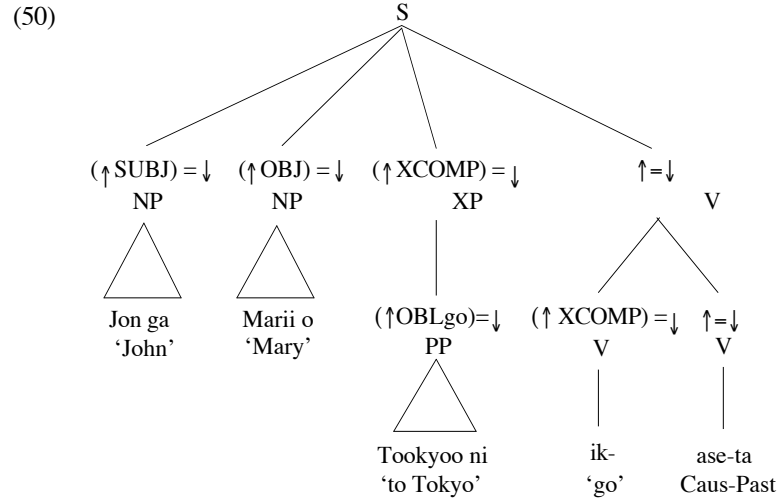 (50)
S
(↑SUBJ) = ↓ (↑OBJ) = ↓ (↑XCOMP) = ↓ ↑=↓
NP NP XP V
Jon ga Marii o (↑OBLgo)=↓ (↑ XCOMP) = ↓ ↑=↓
‘John’ ‘Mary’ PP V V
Tookyoo ni ik- ase-ta
‘to Tokyo’ ‘go’ Caus-Past